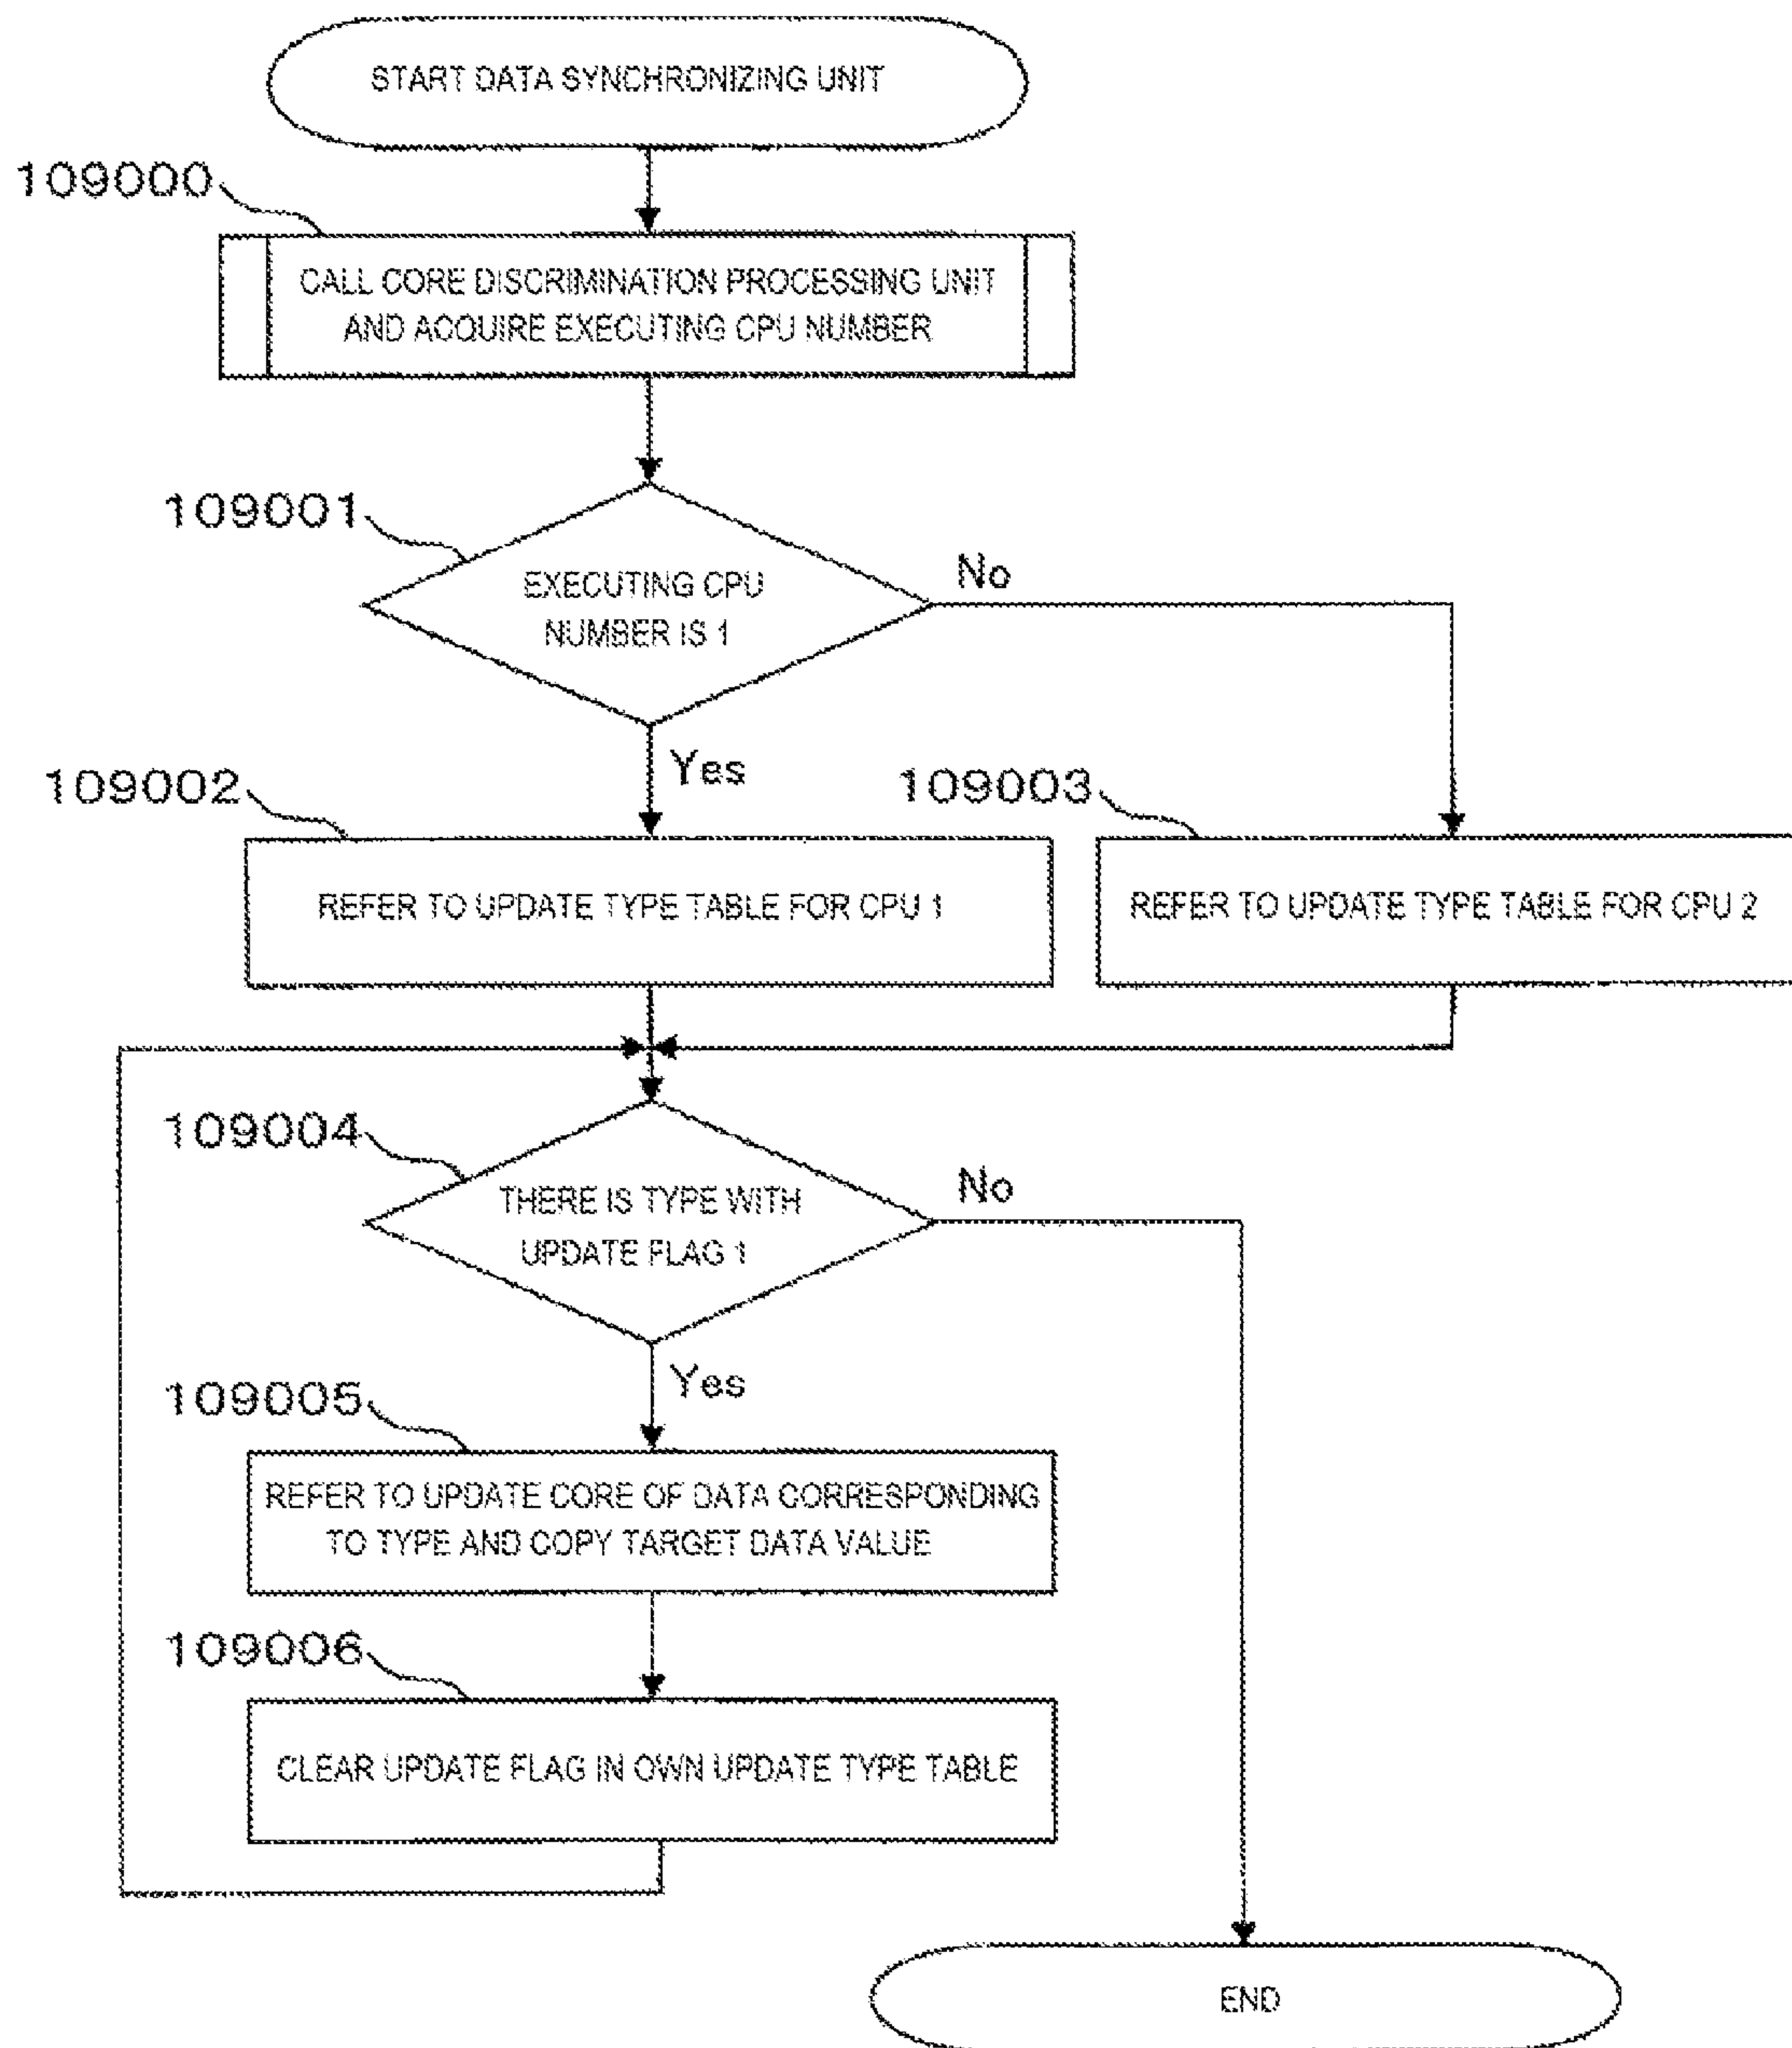 START DATA SYNCHRONIZING UNIT
109000
CALL CORE DISCRIMINATION PROCESSING UNIT
AND ACQUIRE EXECUTING CPU NUMBER
109001
EXECUTING CPU
NUMBER IS 1
No
Yes
109002
REFER TO UPDATE TYPE TABLE FOR CPU 1
109003
REFER TO UPDATE TYPE TABLE FOR CPU 2
109004
THERE IS TYPE WITH
UPDATE FLAG 1
No
Yes
109005
REFER TO UPDATE CORE OF DATA CORRESPONDING
TO TYPE AND COPY TARGET DATA VALUE
109006
CLEAR UPDATE FLAG IN OWN UPDATE TYPE TABLE
END